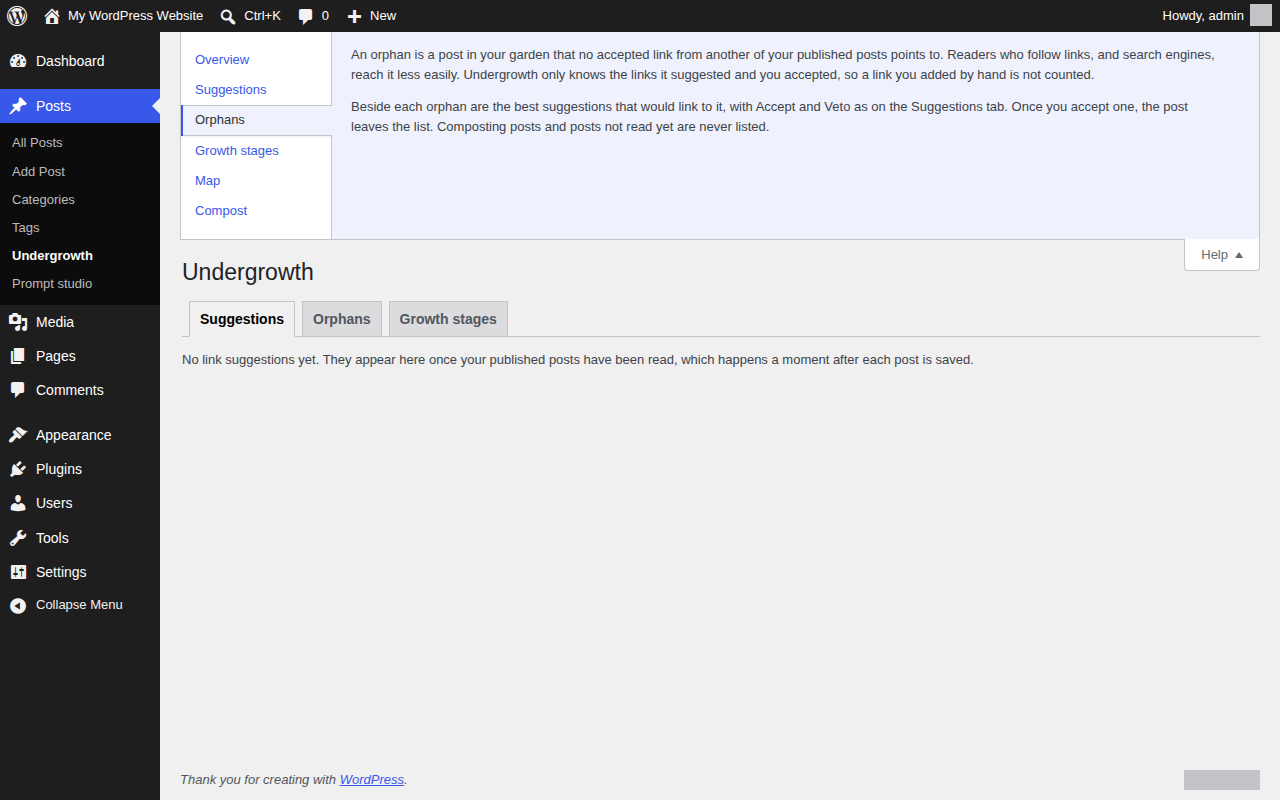 My WordPress Website
Ctrl+K
0
New
Howdy, admin
Dashboard
Posts
All Posts
Add Post
Categories
Tags
Undergrowth
Prompt studio
Media
Pages
Comments
Appearance
Plugins
Users
Tools
Settings
Collapse Menu
Overview
Suggestions
Orphans
Growth stages
Map
Compost
An orphan is a post in your garden that no accepted link from another of your published posts points to. Readers who follow links, and search engines,
reach it less easily. Undergrowth only knows the links it suggested and you accepted, so a link you added by hand is not counted.
Beside each orphan are the best suggestions that would link to it, with Accept and Veto as on the Suggestions tab. Once you accept one, the post
leaves the list. Composting posts and posts not read yet are never listed.
Help
Undergrowth
Suggestions
Orphans
Growth stages
No link suggestions yet. They appear here once your published posts have been read, which happens a moment after each post is saved.
Thank you for creating with WordPress.